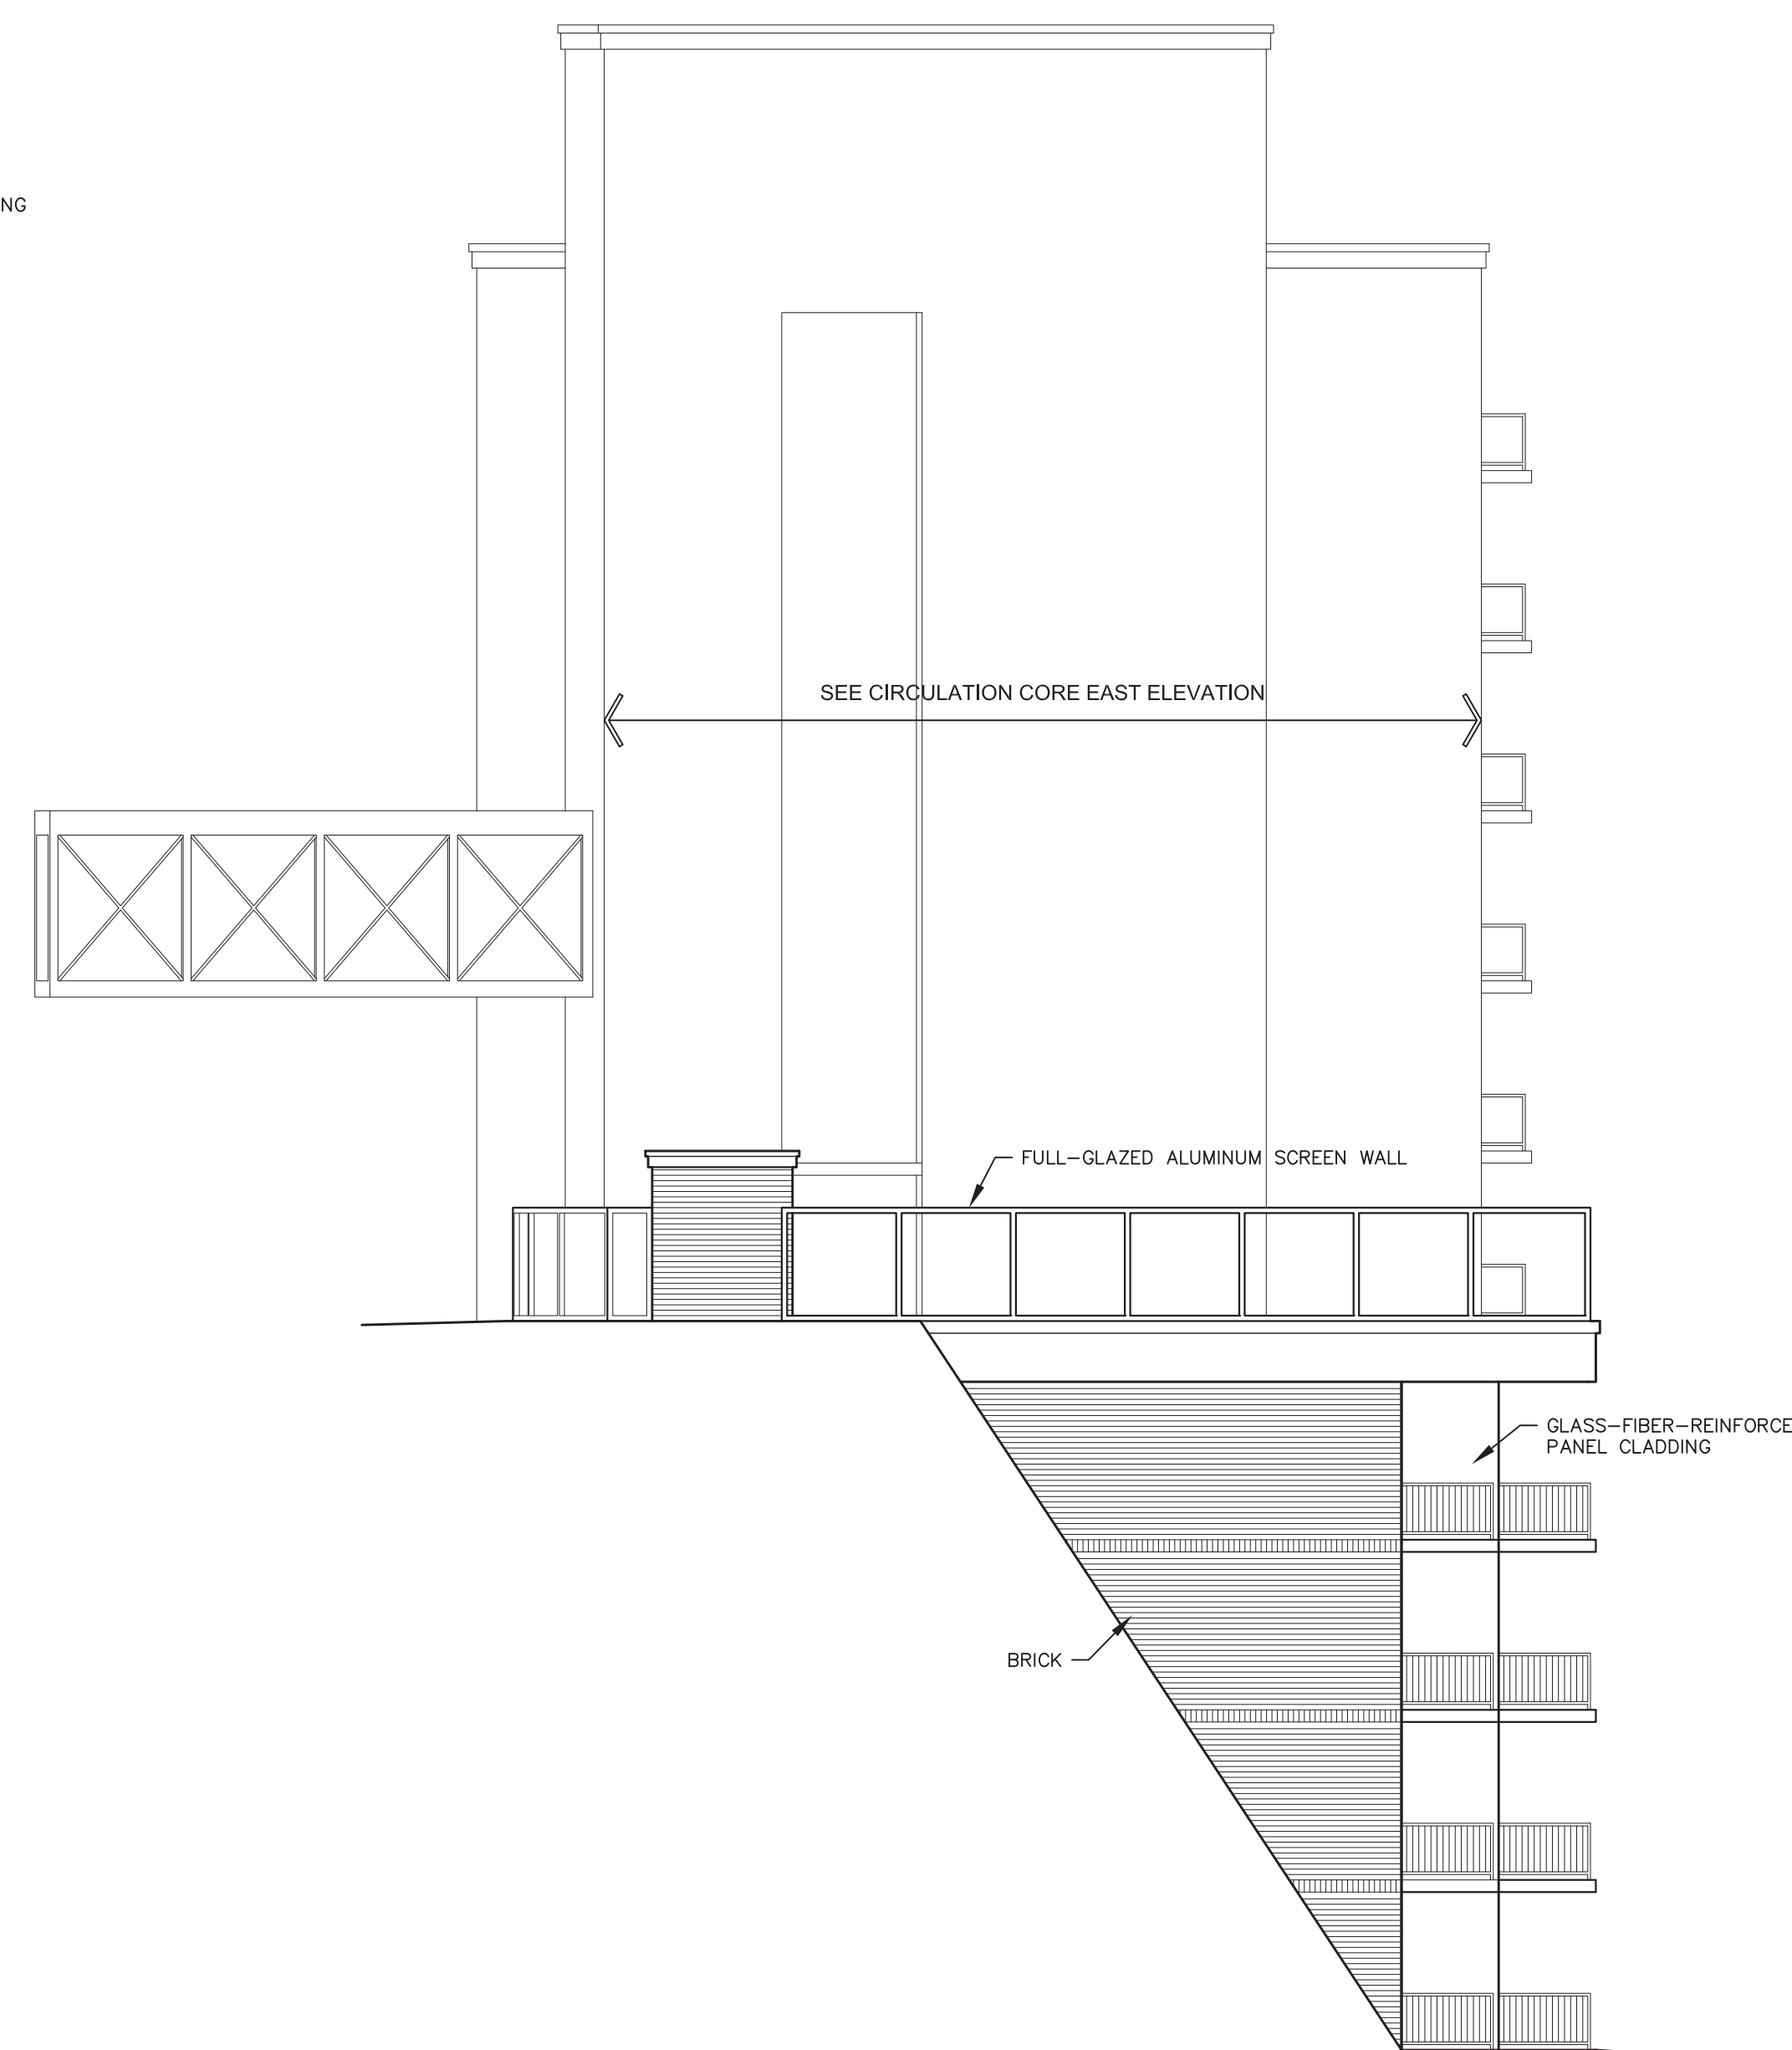 NG
SEE CIRCULATION CORE EAST ELEVATION
FULL-GLAZED ALUMINUM SCREEN WALL
GLASS-FIBER-REINFORCE
PANEL CLADDING
BRICK